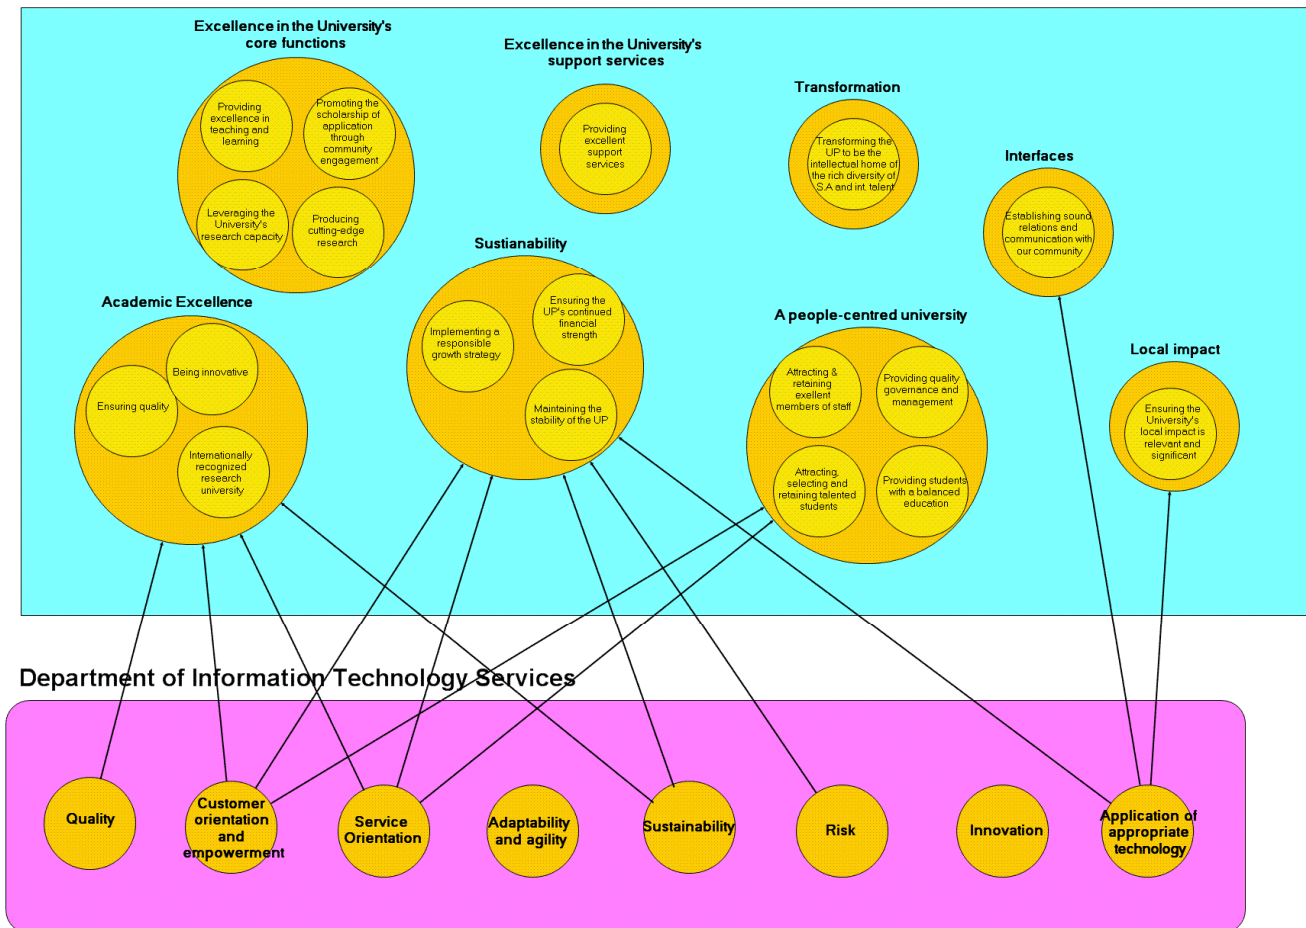 Excellence in the University's
core functions
Providing
excellence in
teaching and
learning
Promoting the
scholarship of
application
through
community
engagement
Leveraging the
University's
research capacity
Producing
cutting-edge
research
Excellence in the University's
support services
Providing
excellent
support
services
Transformation
Transforming the
UP to be the
intellectual home of
the rich diversity of
S.A and int. talent
Interfaces
Establishing sound
relations and
communication with
our community
Academic Excellence
Being innovative
Ensuring quality
Internationally
recognized
research
university
Sustianability
Ensuring the
UP's continued
financial
strength
Implementing a
responsible
growth strategy
Maintaining the
stability of the UP
A people-centred university
Attracting &
retaining
exellent
members of staff
Providing quality
governance and
management
Attracting,
selecting and
retaining talented
students
Providing students
with a balanced
education
Local impact
Ensuring the
University's
local impact is
relevant and
significant
Department of Information Technology Services
Quality
Customer
orientation
and
empowerment
Service
Orientation
Adaptability
and agility
Sustainability
Risk
Innovation
Application of
appropriate
technology